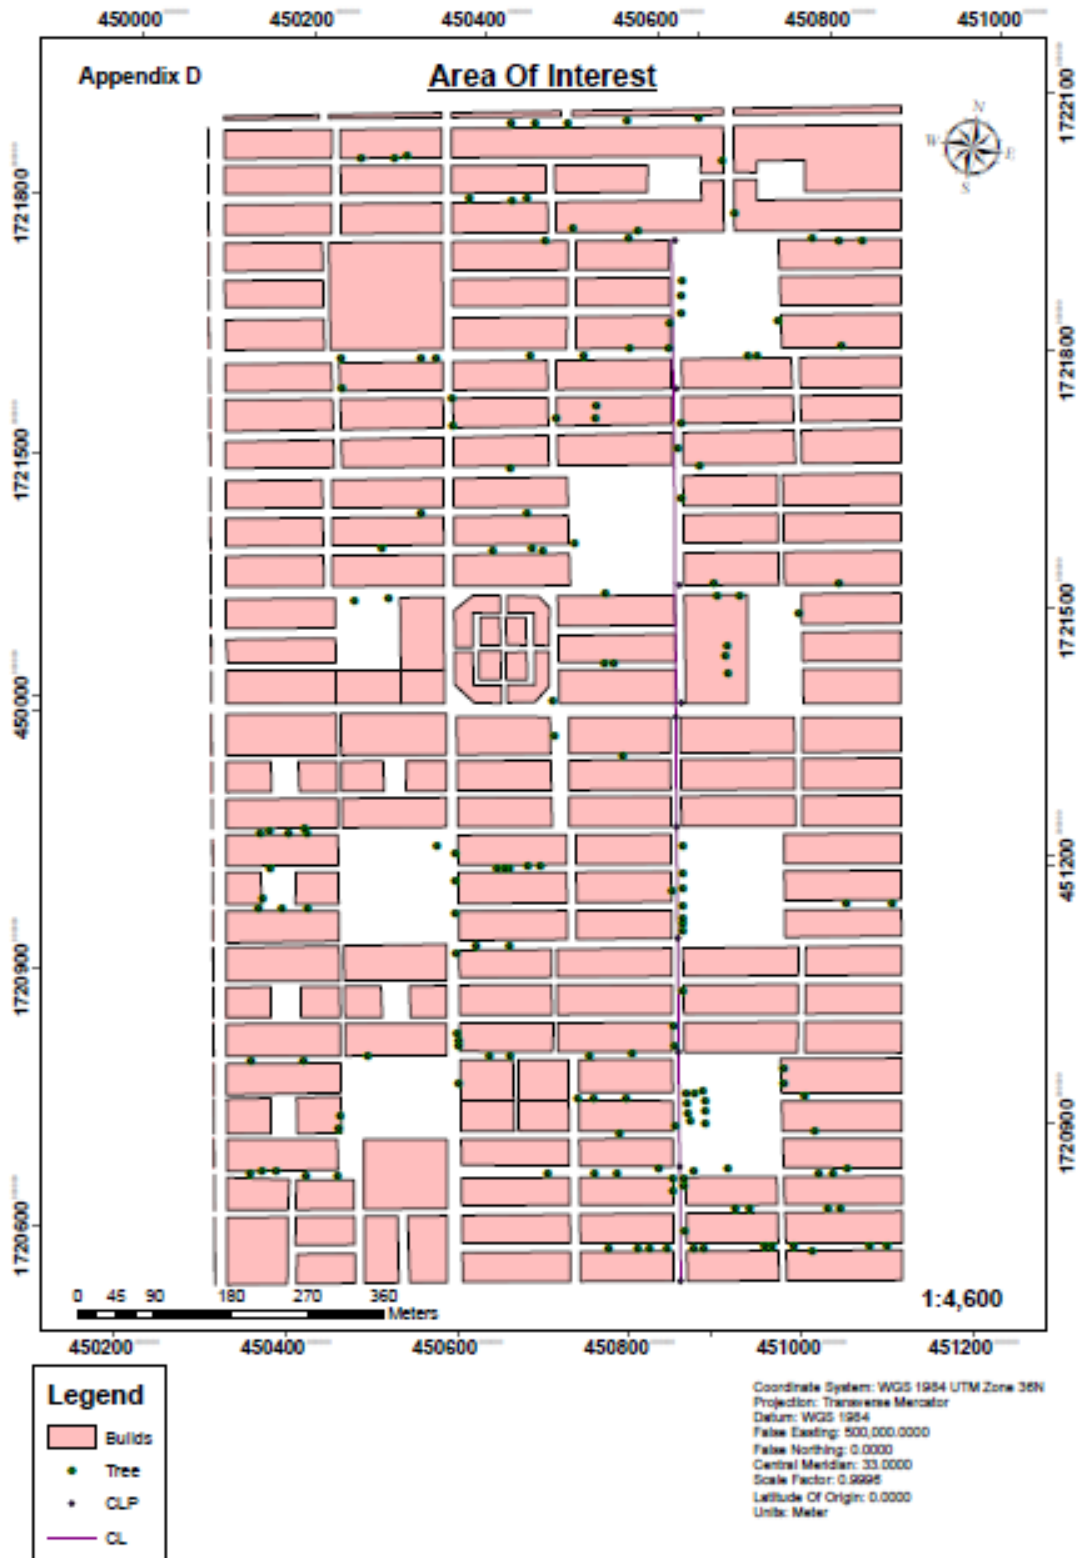 450000 450200 450400 450600 450800 451000
Appendix D
Area Of Interest
N
W
E
S
1721800
1721500
450000
1720900
1720600
1722100
1721800
1721500
451200
1720900
0 45 90 180 270 360
Meters
1:4,600
450200 450400 450600 450800 451000 451200
Legend
Builds
Tree
CLP
CL
Coordinate System: WGS 1984 UTM Zone 36N
Projection: Transverse Mercator
Datum: WGS 1984
False Easting: 500,000.0000
False Northing: 0.0000
Central Meridian: 33.0000
Scale Factor: 0.9996
Latitude Of Origin: 0.0000
Units: Meter